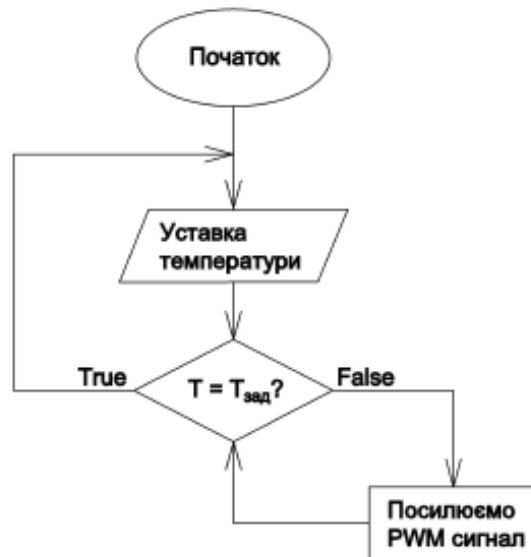 Початок
Уставка
температури
True
T = Tзад?
False
Посилюємо
PWM сигнал